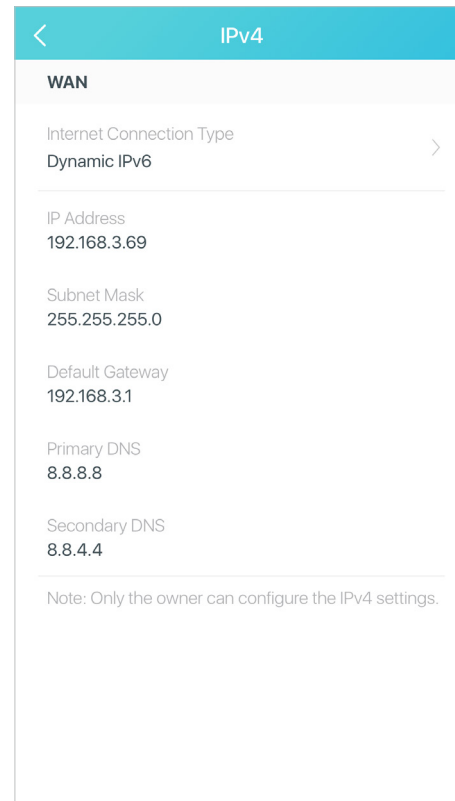 IPv4
WAN
Internet Connection Type
Dynamic IPv6
IP Address
192.168.3.69
Subnet Mask
255.255.255.0
Default Gateway
192.168.3.1
Primary DNS
8.8.8.8
Secondary DNS
8.8.4.4
Note: Only the owner can configure the IPv4 settings.